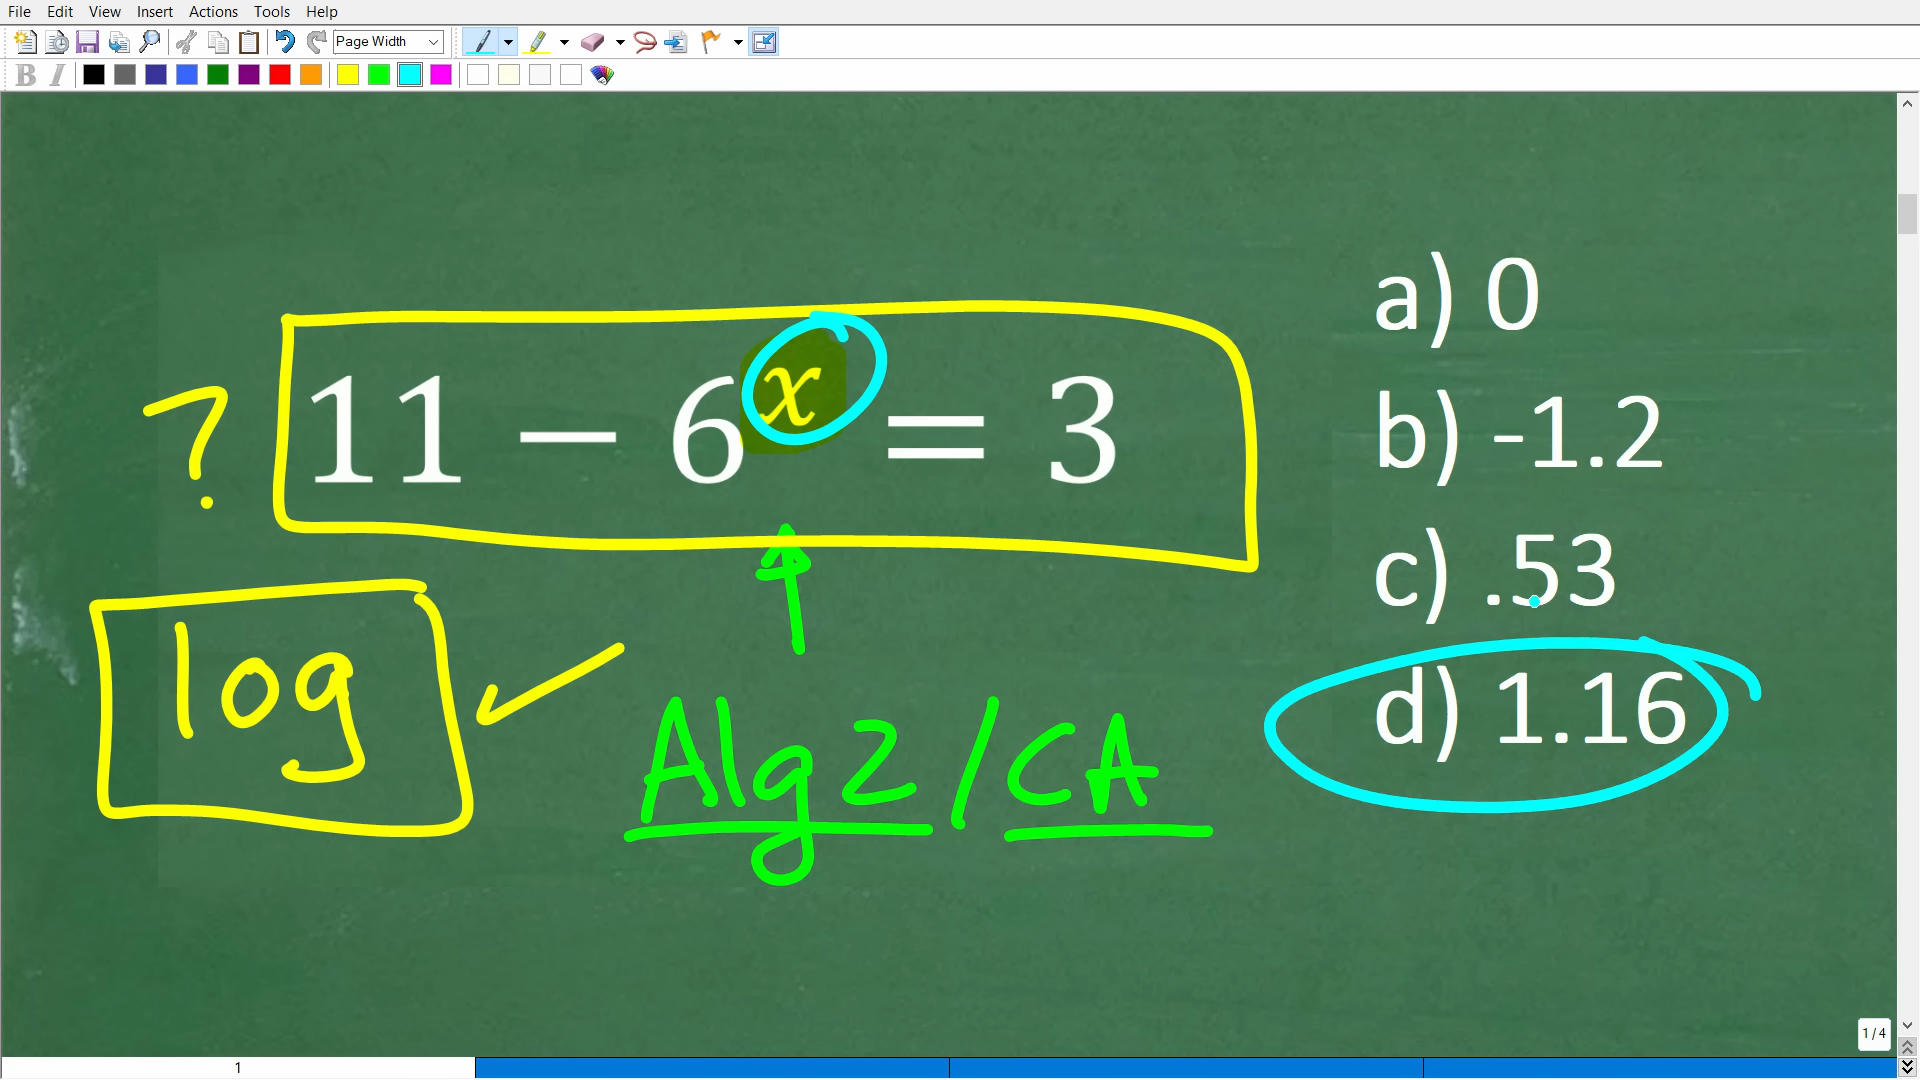 File Edit View Insert Actions Tools Help
Page Width
B I
? 11 − 6^x = 3
a) 0
b) -1.2
c) .53
d) 1.16
log
Alg 2 / CA
1 / 4
1